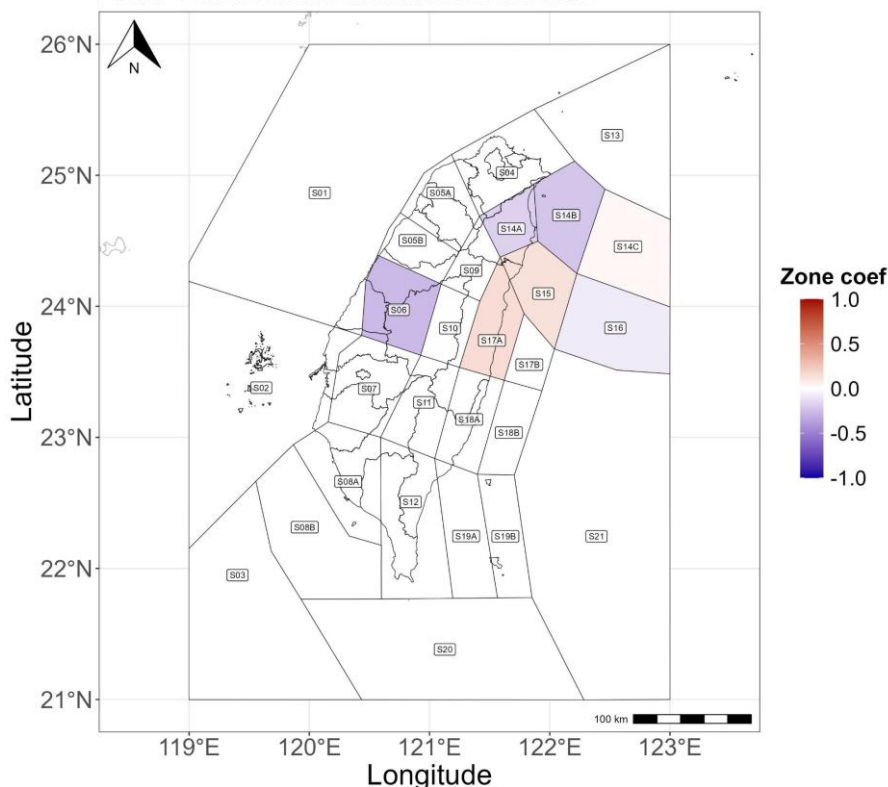 N
26°N
25°N
24°N
23°N
22°N
21°N
Latitude
S13
S04
S01
S05A
S14B
S14A
S05B
S14C
S09
S15
S06
S16
S10
S17A
S17B
S02
S07
S11
S18A
S18B
S08A
S12
S08B
S19A
S19B
S21
S03
S20
100 km
119°E 120°E 121°E 122°E 123°E
Longitude
Zone coef
1.0
0.5
0.0
-0.5
-1.0